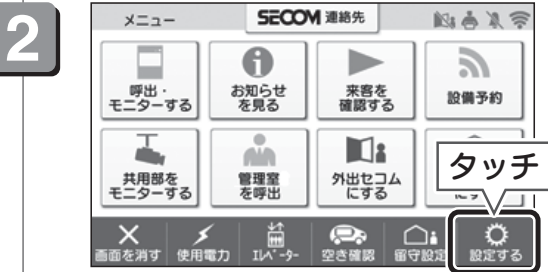 2
メニュー
SECOM 連絡先
呼出・
モニターする
お知らせ
を見る
来客を
確認する
設備予約
共用部を
モニターする
管理室
を呼出
外出セコム
にする
タッチ
画面を消す
使用電力
エレベーター
空き確認
留守設定
設定する